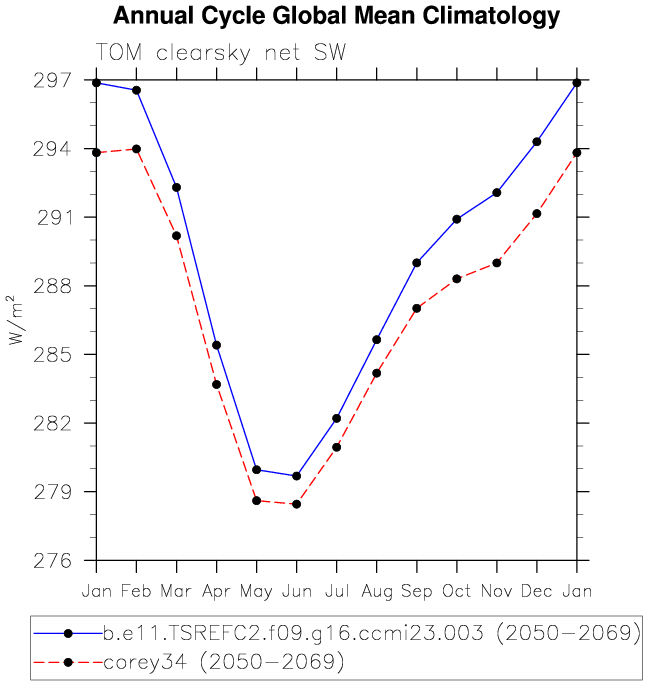 Annual Cycle Global Mean Climatology
TOM clearsky net SW
297
294
291
288
285
282
279
276
W/m²
Jan Feb Mar Apr May Jun Jul Aug Sep Oct Nov Dec Jan
b.e11.TSREFC2.f09.g16.ccmi23.003 (2050-2069)
corey34 (2050-2069)